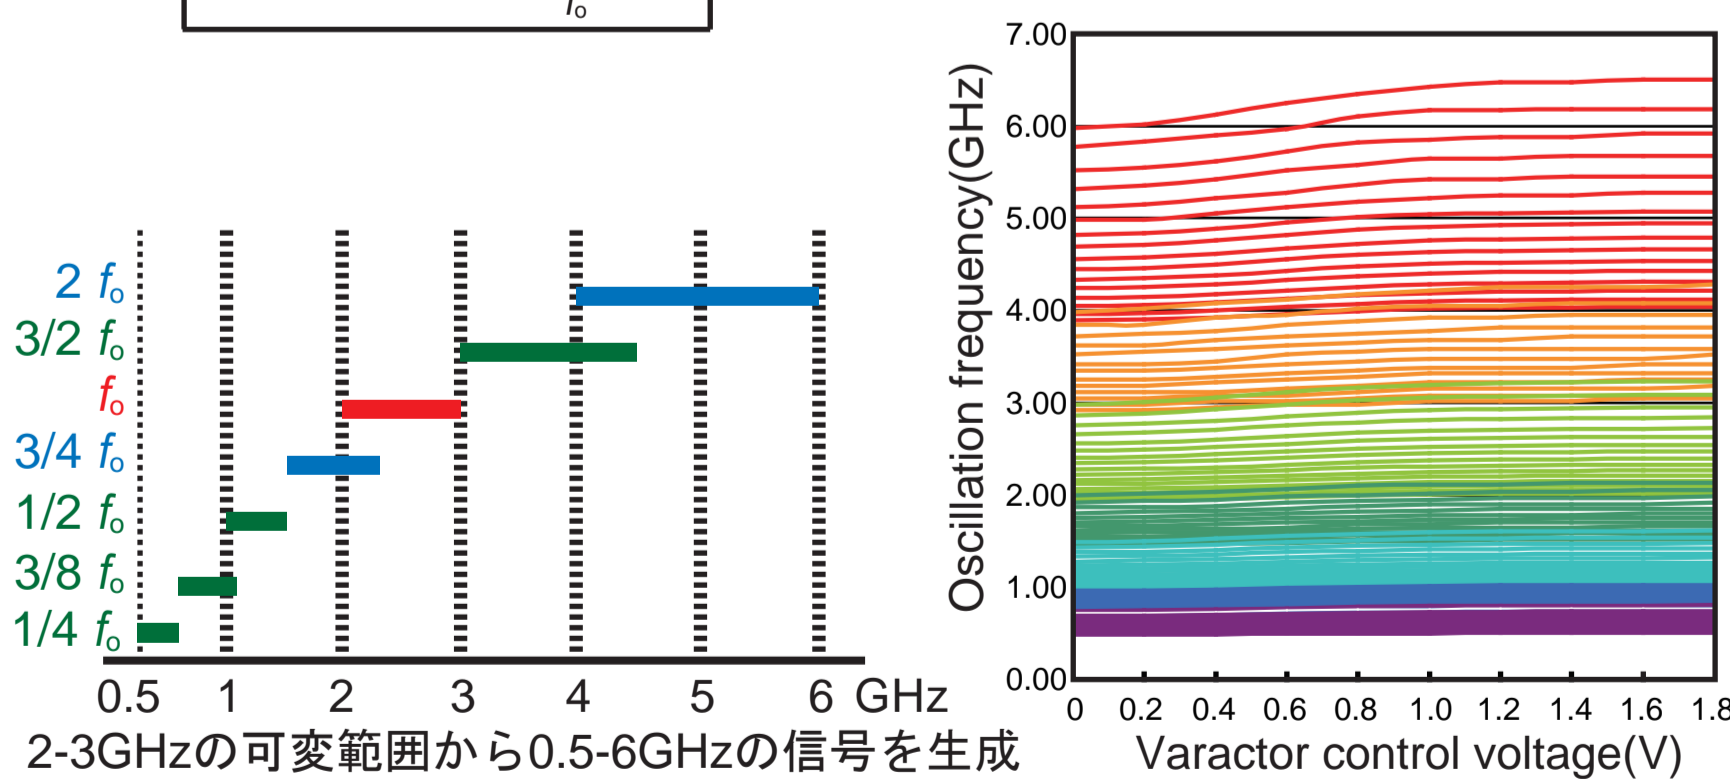 fo
2 fo
3/2 fo
fo
3/4 fo
1/2 fo
3/8 fo
1/4 fo
0.5 1 2 3 4 5 6 GHz
2-3GHzの可変範囲から0.5-6GHzの信号を生成
Oscillation frequency(GHz)
7.00
6.00
5.00
4.00
3.00
2.00
1.00
0.00
0 0.2 0.4 0.6 0.8 1.0 1.2 1.4 1.6 1.8
Varactor control voltage(V)